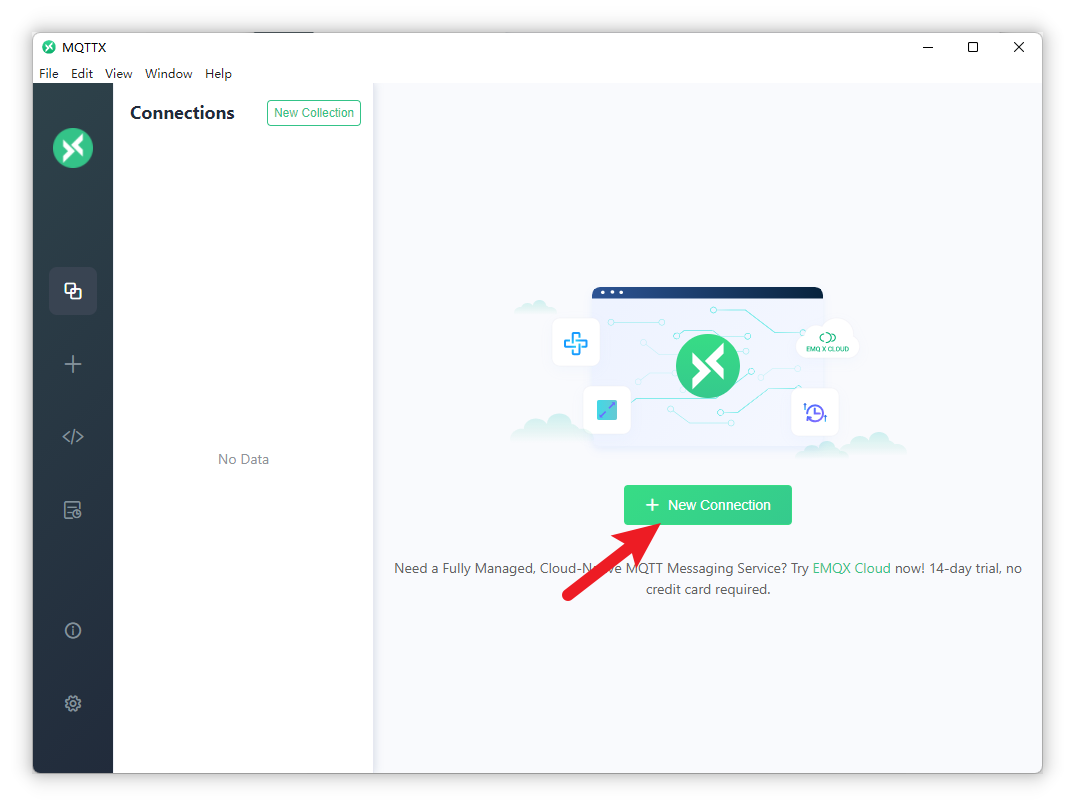 MQTTX
File Edit View Window Help
Connections
New Collection
No Data
EMQ X CLOUD
+ New Connection
Need a Fully Managed, Cloud-Native MQTT Messaging Service? Try EMQX Cloud now! 14-day trial, no
credit card required.